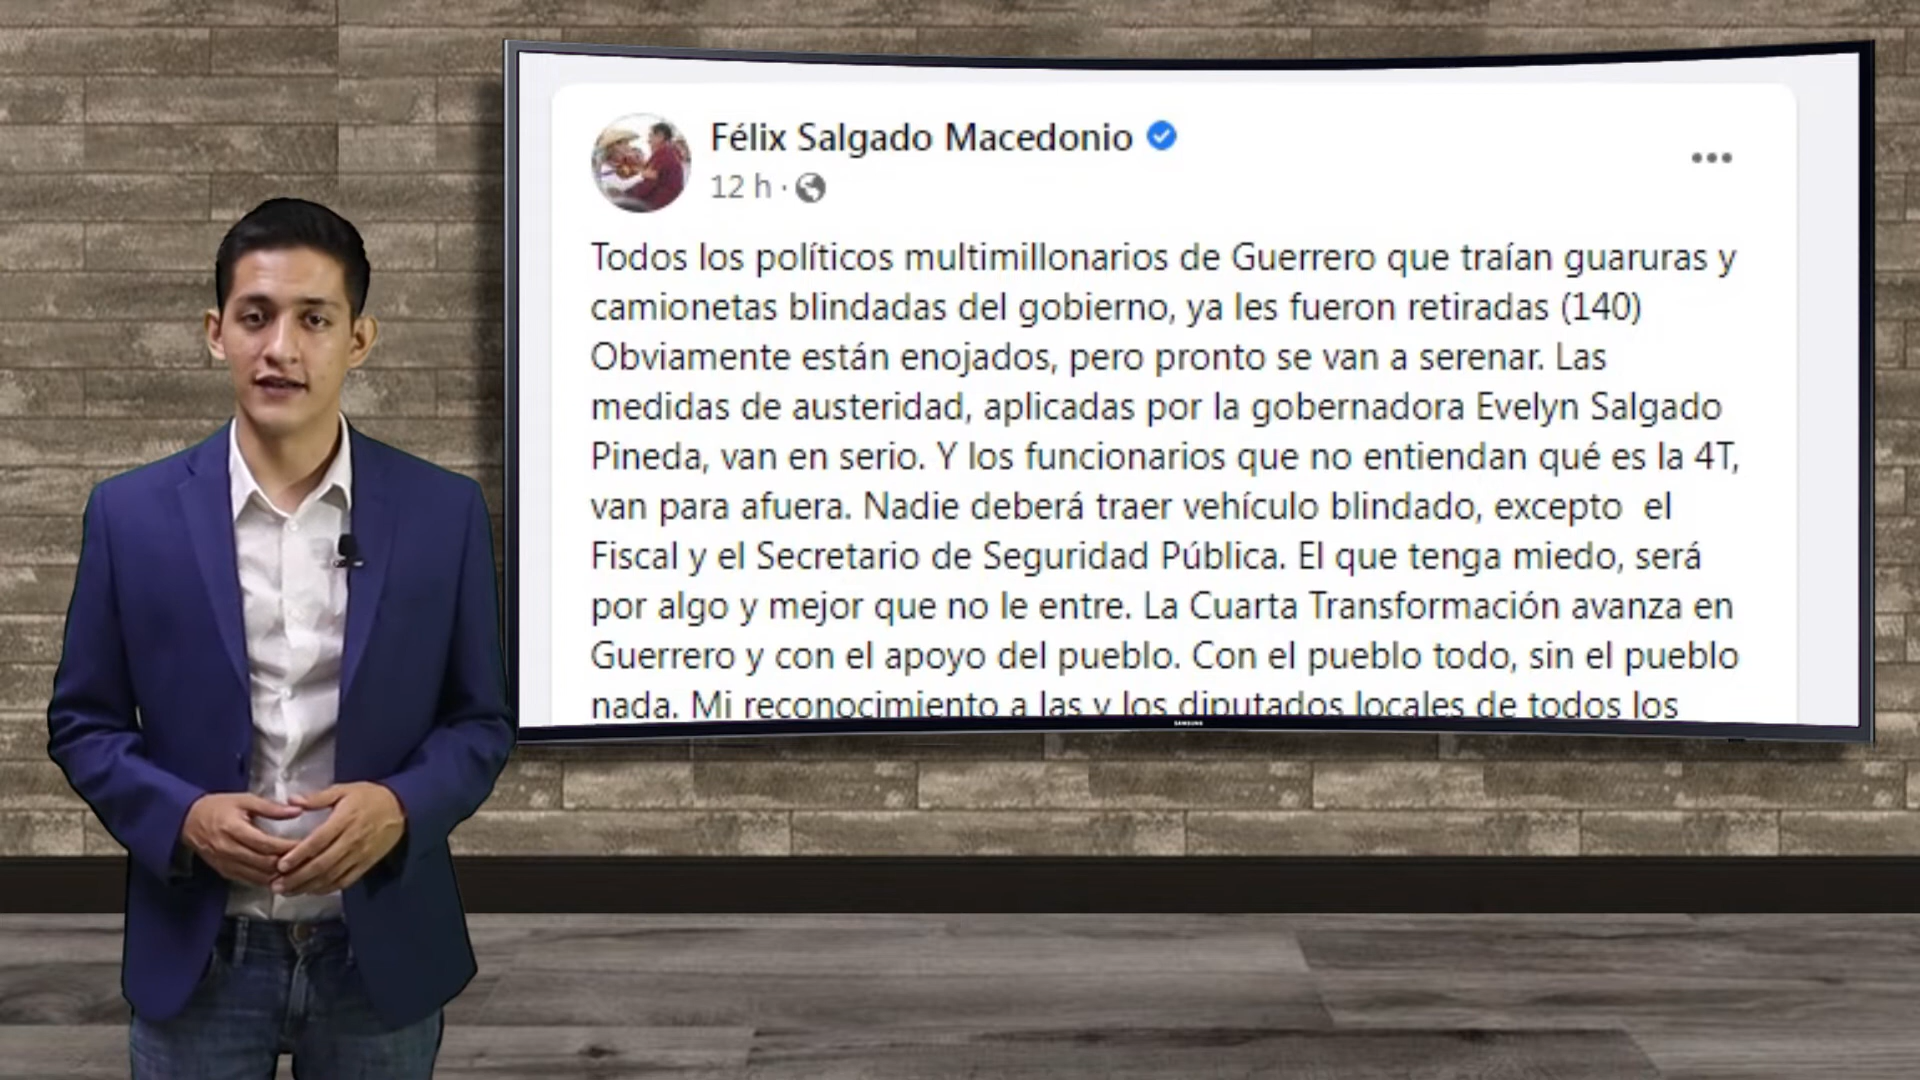 Félix Salgado Macedonio
12 h ·
Todos los políticos multimillonarios de Guerrero que traían guaruras y
camionetas blindadas del gobierno, ya les fueron retiradas (140)
Obviamente están enojados, pero pronto se van a serenar. Las
medidas de austeridad, aplicadas por la gobernadora Evelyn Salgado
Pineda, van en serio. Y los funcionarios que no entiendan qué es la 4T,
van para afuera. Nadie deberá traer vehículo blindado, excepto  el
Fiscal y el Secretario de Seguridad Pública. El que tenga miedo, será
por algo y mejor que no le entre. La Cuarta Transformación avanza en
Guerrero y con el apoyo del pueblo. Con el pueblo todo, sin el pueblo
nada. Mi reconocimiento a las y los diputados locales de todos los
SAMSUNG